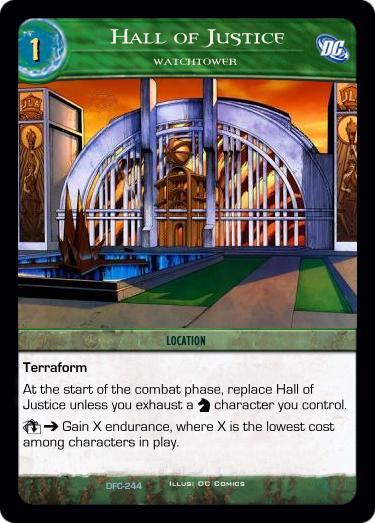 1
HALL OF JUSTICE
WATCHTOWER
DC
JLA
JLA
LOCATION
Terraform
At the start of the combat phase, replace Hall of
Justice unless you exhaust a character you control.
➔ Gain X endurance, where X is the lowest cost
among characters in play.
DFC-244
ILLUS: DC COMICS